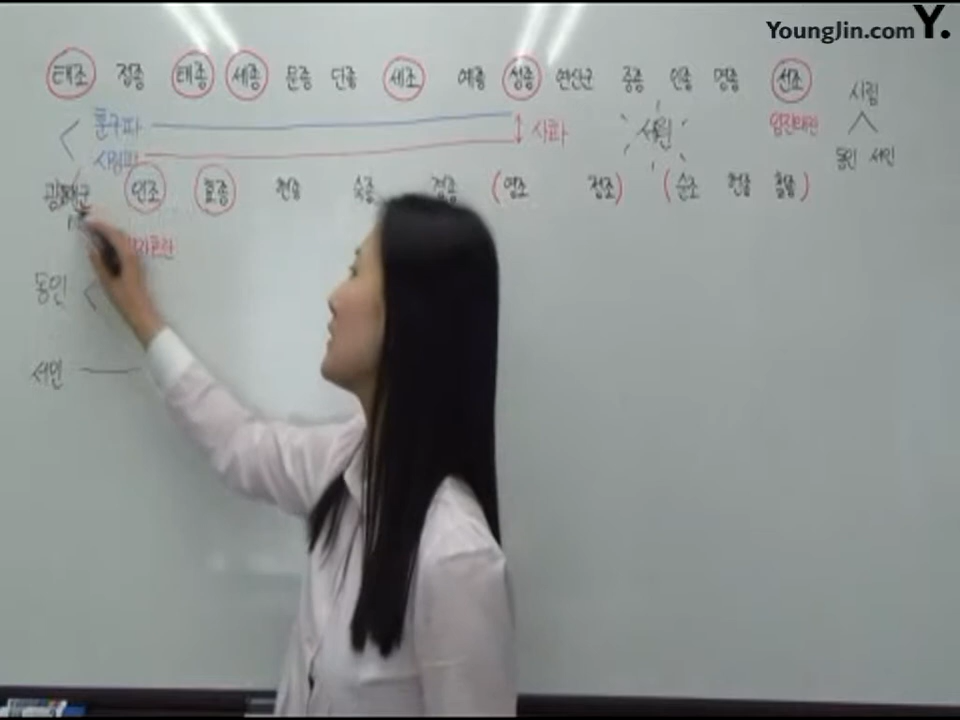 YoungJin.com Y.
태조 정종 태종 세종 문종 단종 세조 예종 성종 연산군 중종 인종 명종 선조 사림
훈구파 사화 서원 임진왜란
사림파 동인 서인
광해군 인조 효종 현종 숙종 경종 (영조 정조) (순조 헌종 철종)
동인
서인